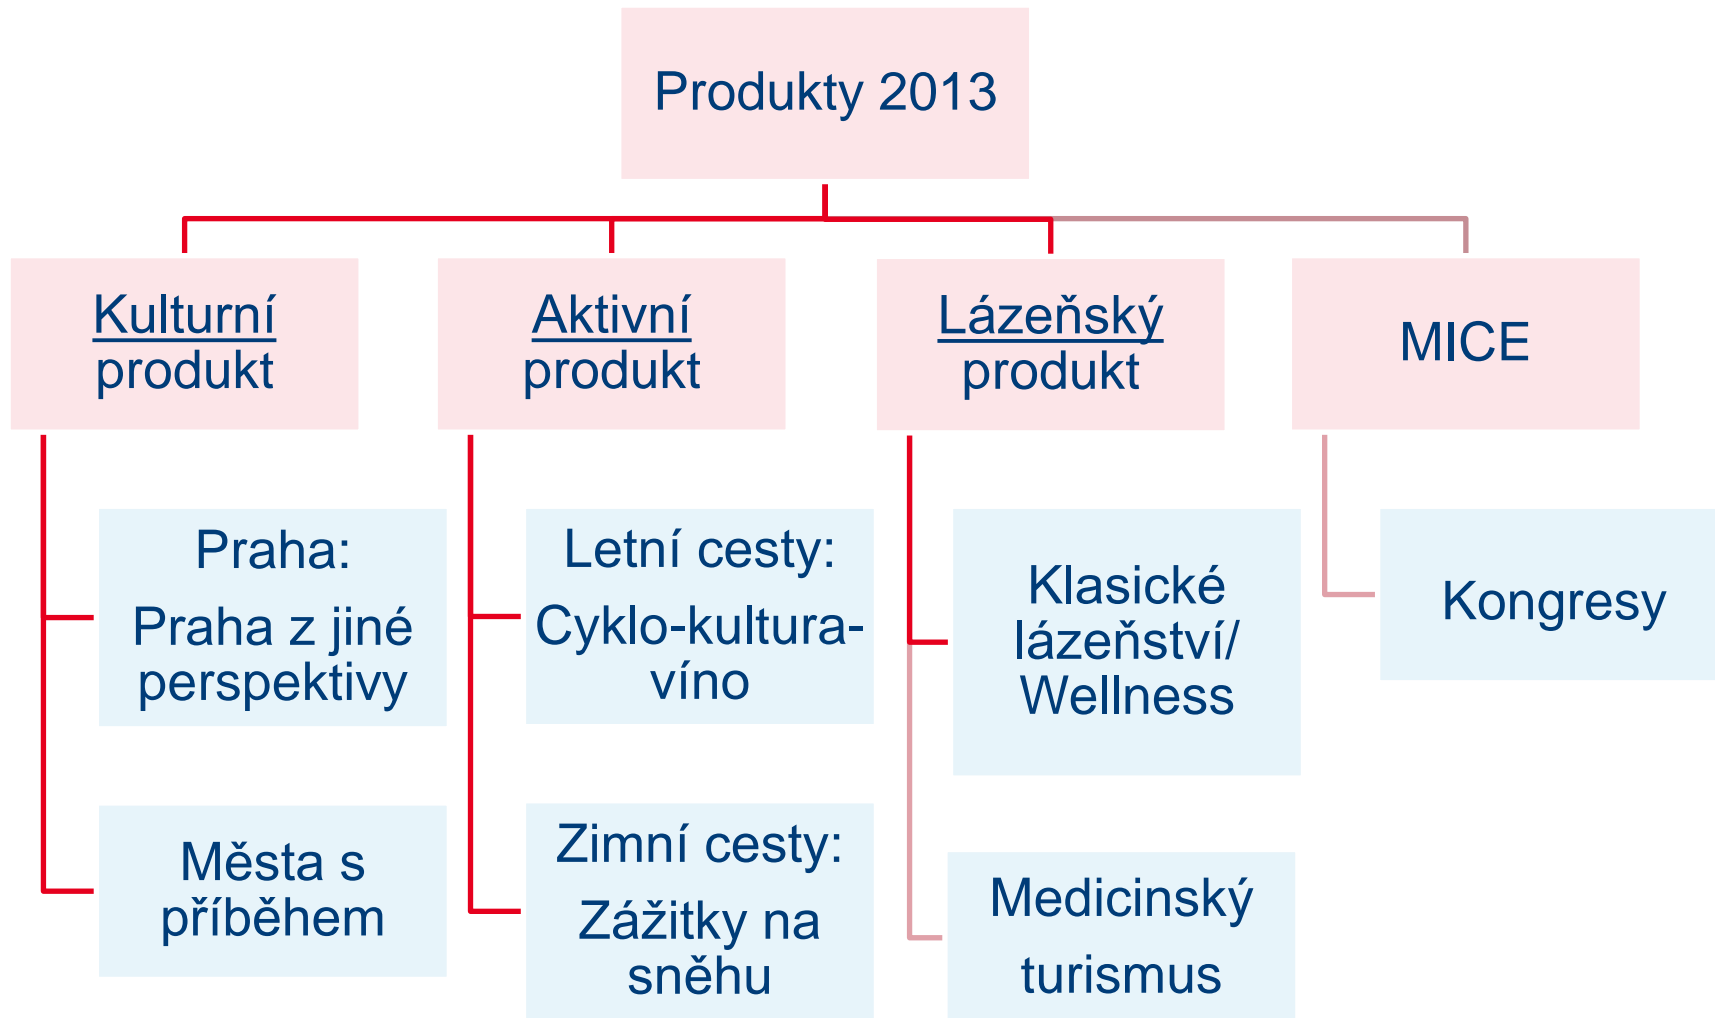 Produkty 2013
Kulturní
produkt
Aktivní
produkt
Lázeňský
produkt
MICE
Praha:
Praha z jiné
perspektivy
Města s
příběhem
Letní cesty:
Cyklo-kultura-
víno
Zimní cesty:
Zážitky na
sněhu
Klasické
lázeňství/
Wellness
Medicinský
turismus
Kongresy